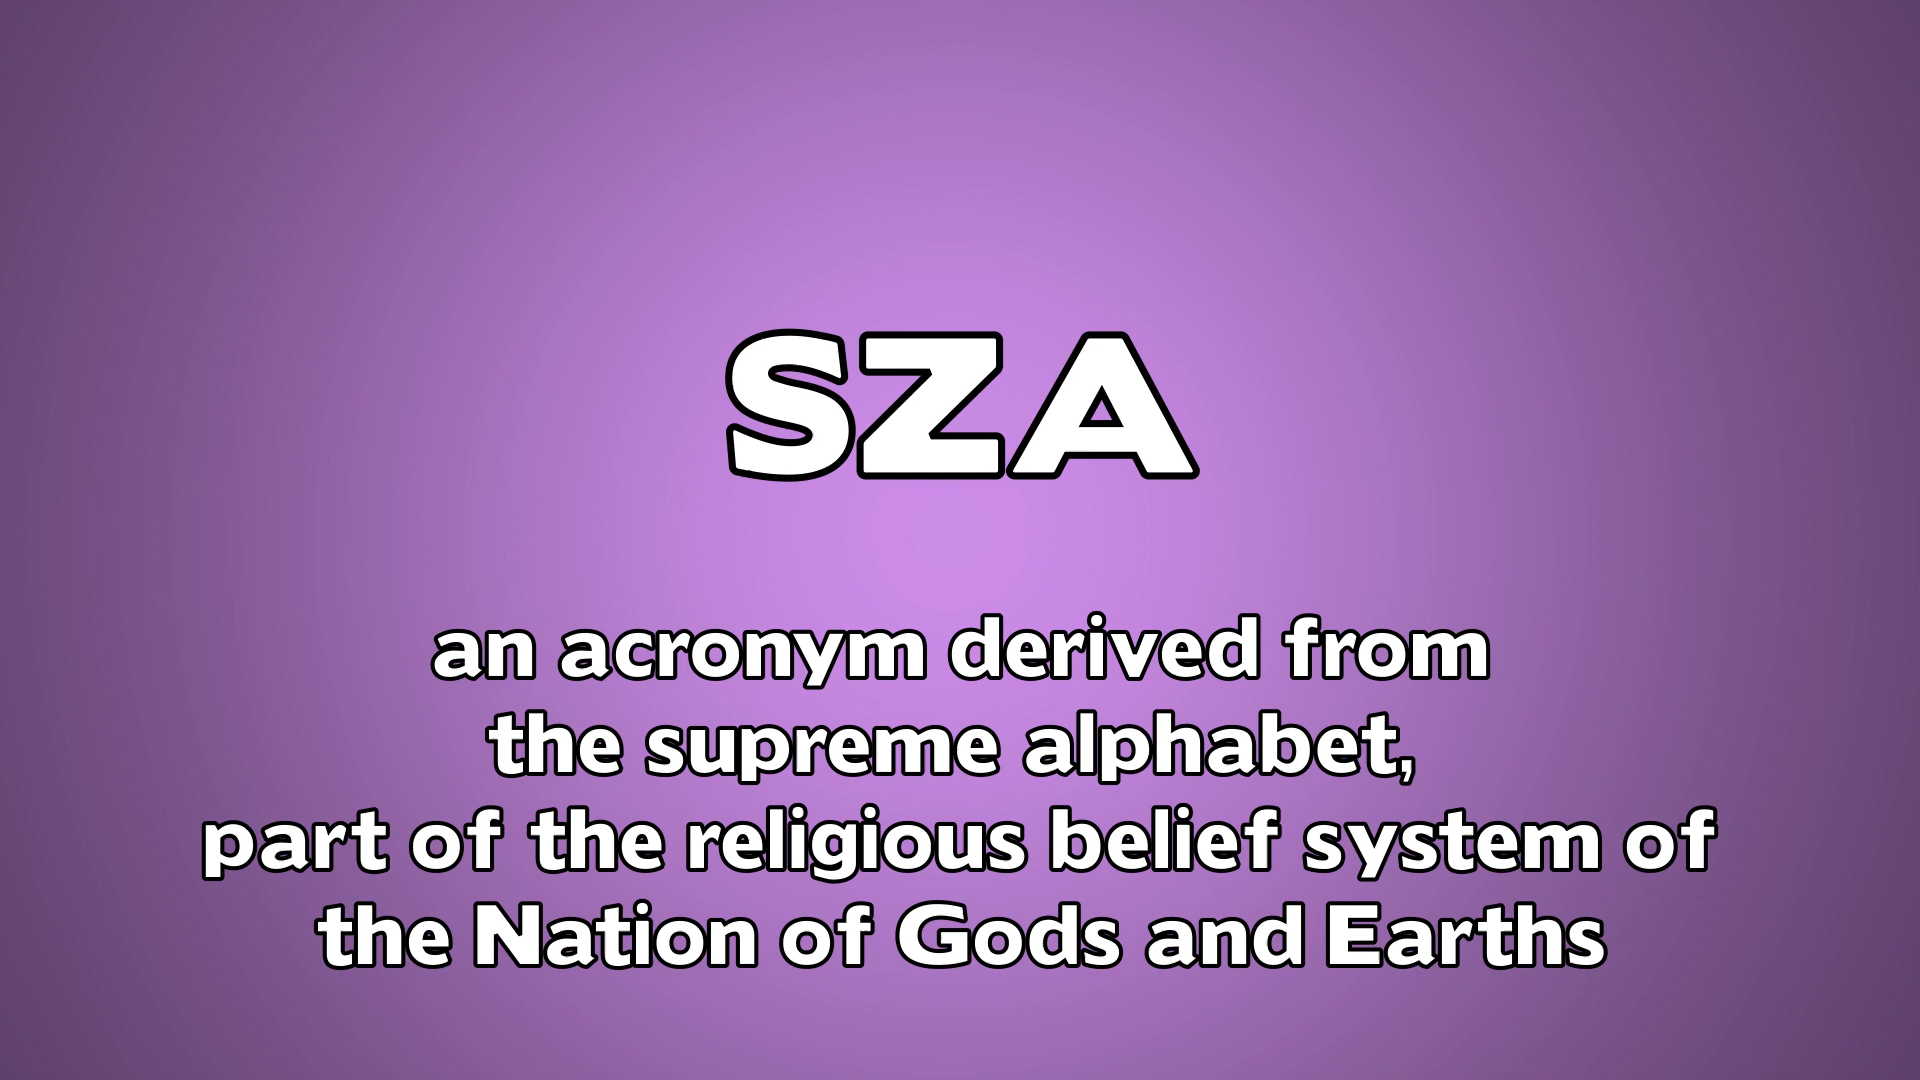 SZA
an acronym derived from
the supreme alphabet,
part of the religious belief system of
the Nation of Gods and Earths